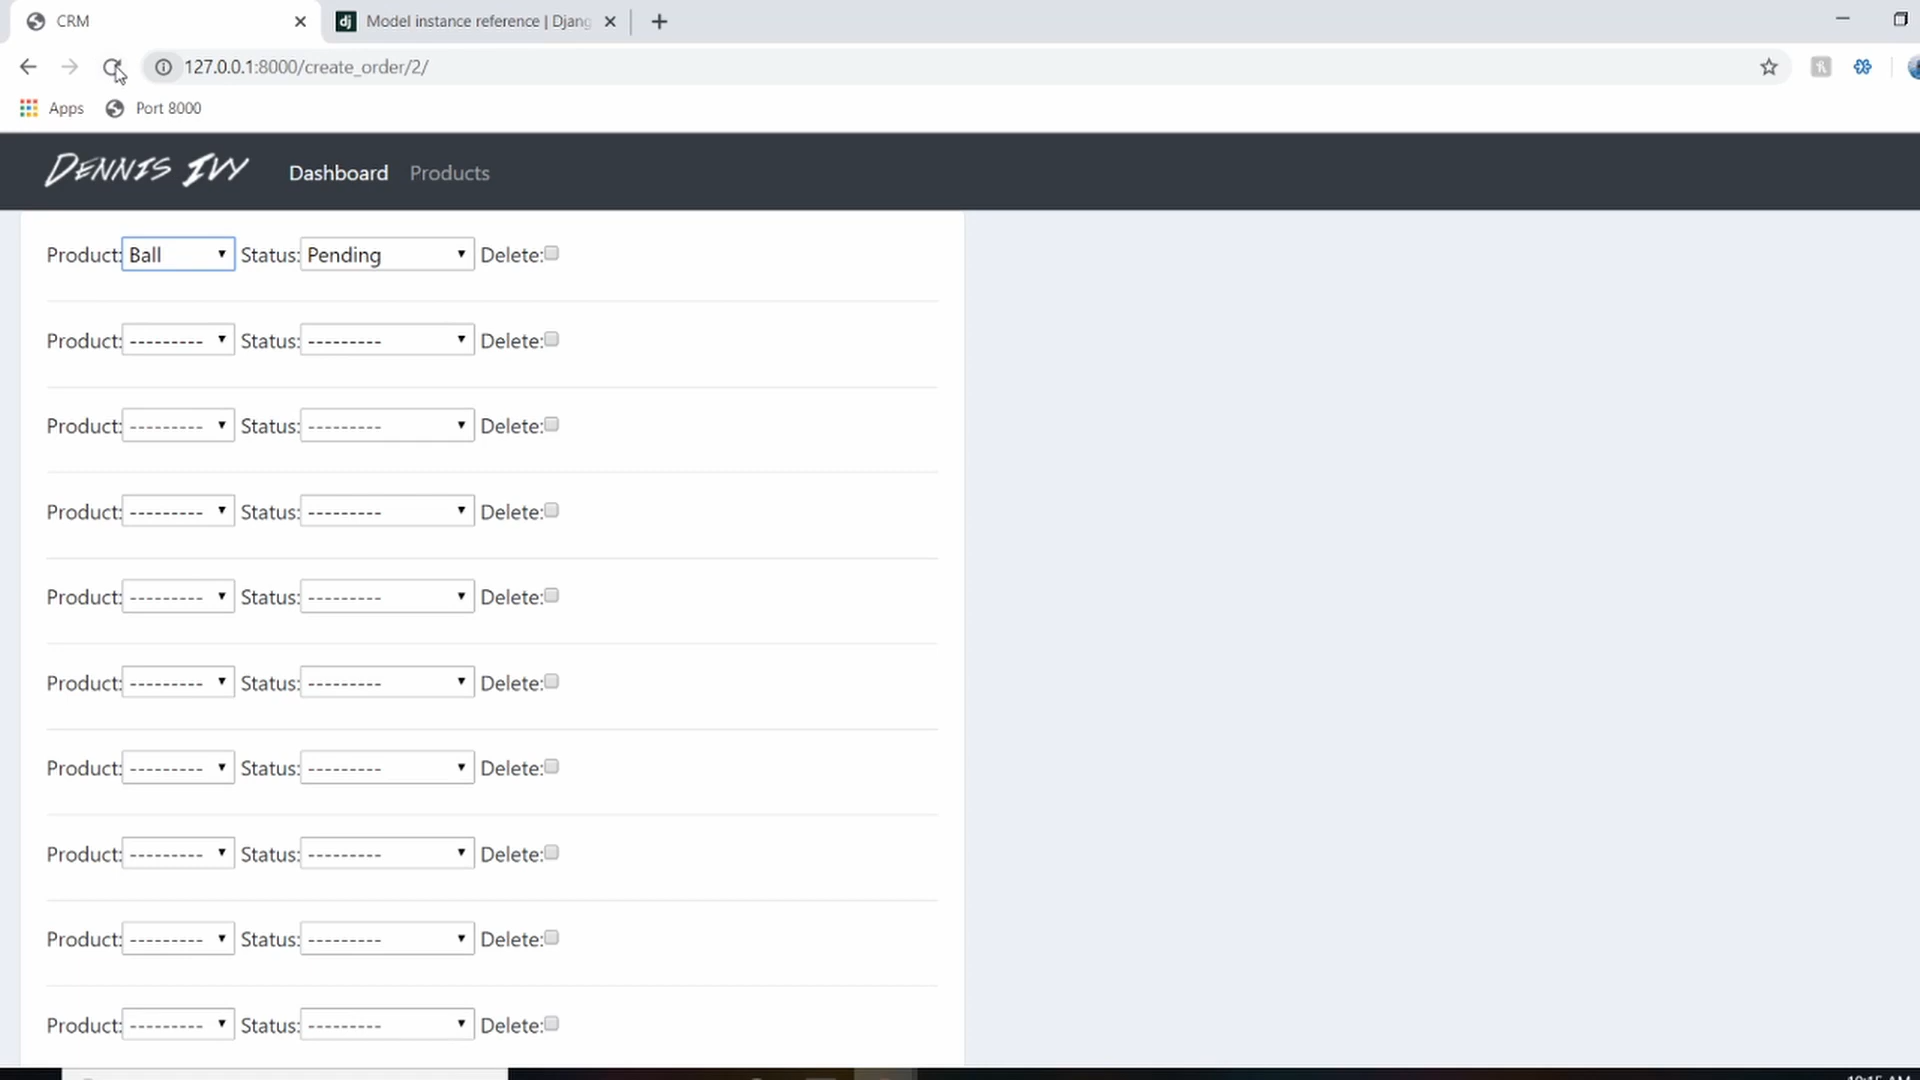 CRM
Model instance reference | Djang
127.0.0.1:8000/create_order/2/
Apps Port 8000
DENNIS IVY Dashboard Products
Product: Ball Status: Pending Delete:
Product: --------- Status: --------- Delete:
Product: --------- Status: --------- Delete:
Product: --------- Status: --------- Delete:
Product: --------- Status: --------- Delete:
Product: --------- Status: --------- Delete:
Product: --------- Status: --------- Delete:
Product: --------- Status: --------- Delete:
Product: --------- Status: --------- Delete:
Product: --------- Status: --------- Delete: